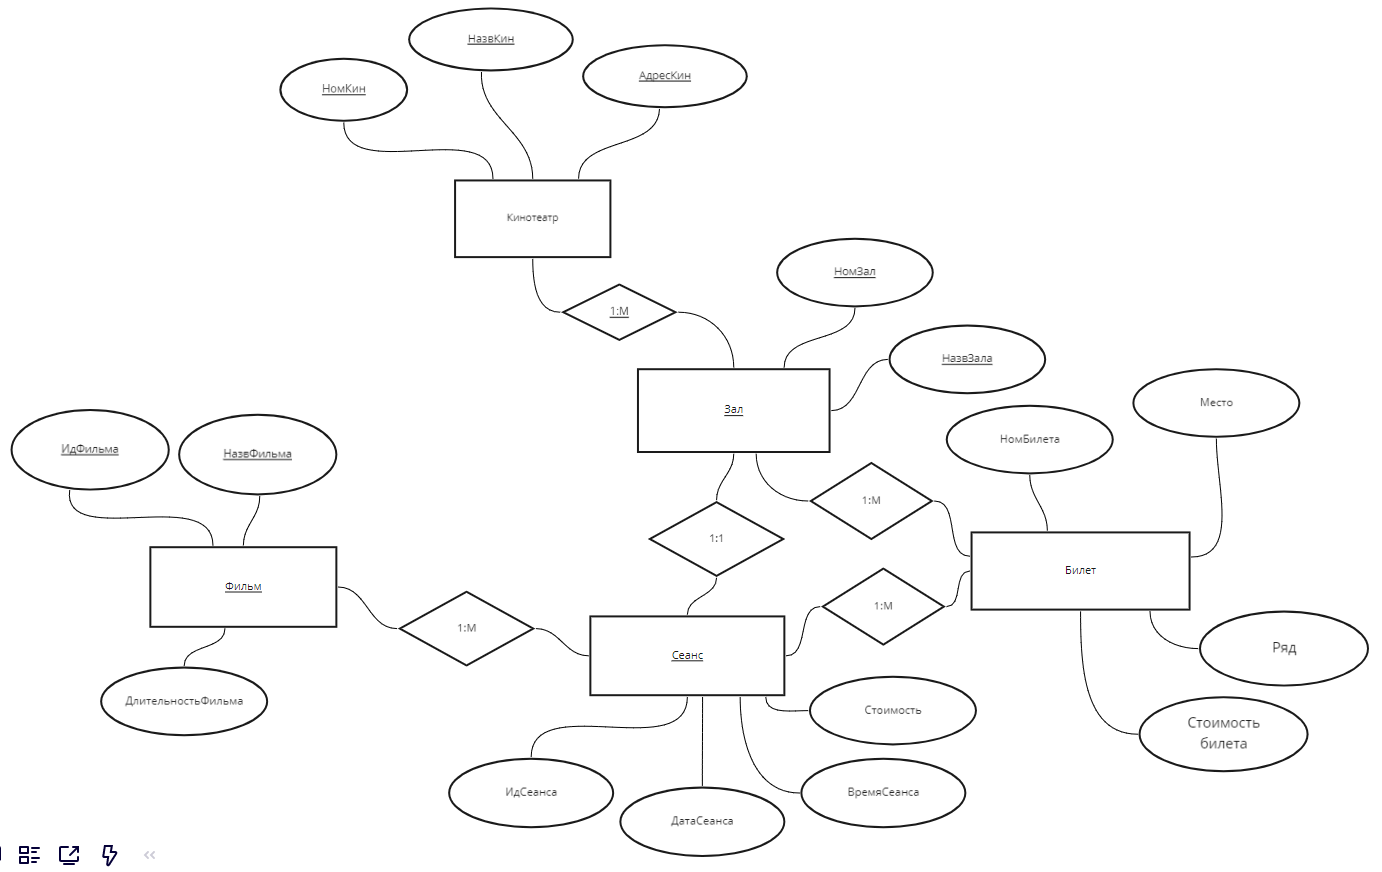 НазвКин
АдресКин
НомКин
Кинотеатр
НомЗал
1:М
НазвЗала
Зал
Место
НомБилета
ИдФильма
НазвФильма
1:М
1:1
Билет
Фильм
1:М
1:М
Сеанс
Ряд
ДлительностьФильма
Стоимость
Стоимость
билета
ИдСеанса
ВремяСеанса
ДатаСеанса